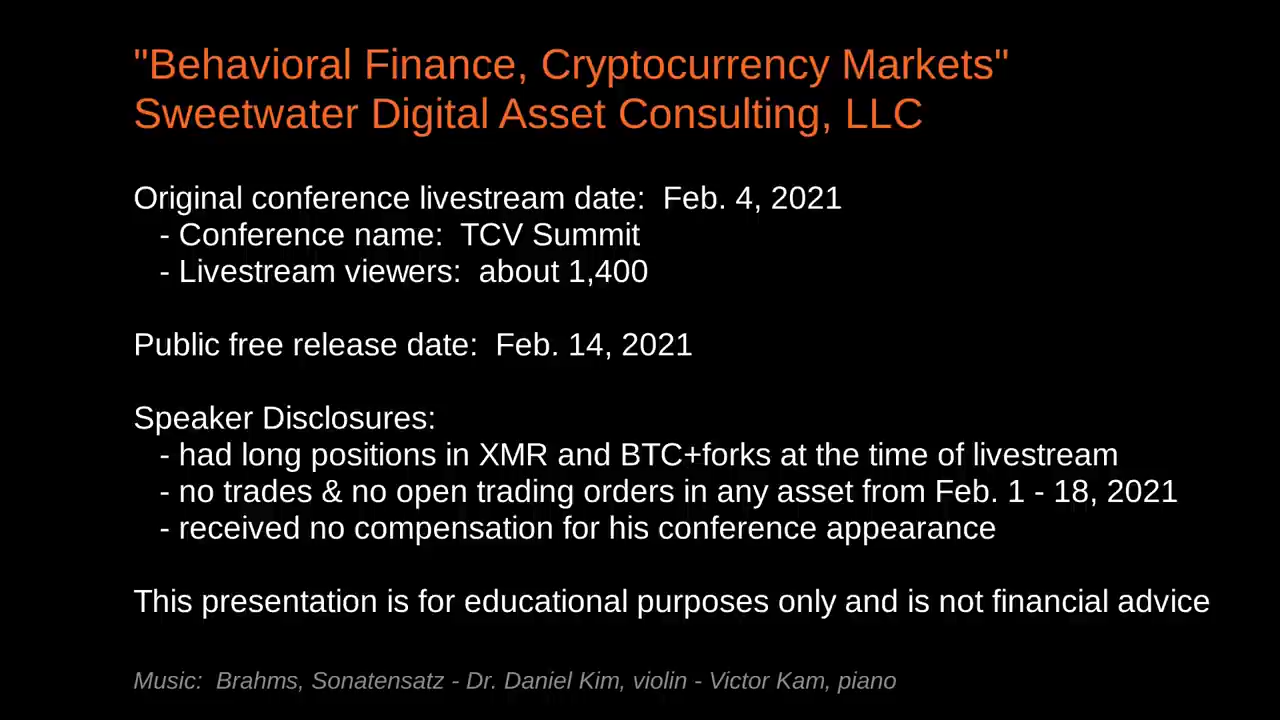 "Behavioral Finance, Cryptocurrency Markets"
Sweetwater Digital Asset Consulting, LLC
Original conference livestream date:  Feb. 4, 2021
- Conference name:  TCV Summit
- Livestream viewers:  about 1,400
Public free release date:  Feb. 14, 2021
Speaker Disclosures:
- had long positions in XMR and BTC+forks at the time of livestream
- no trades & no open trading orders in any asset from Feb. 1 - 18, 2021
- received no compensation for his conference appearance
This presentation is for educational purposes only and is not financial advice
Music:  Brahms, Sonatensatz - Dr. Daniel Kim, violin - Victor Kam, piano